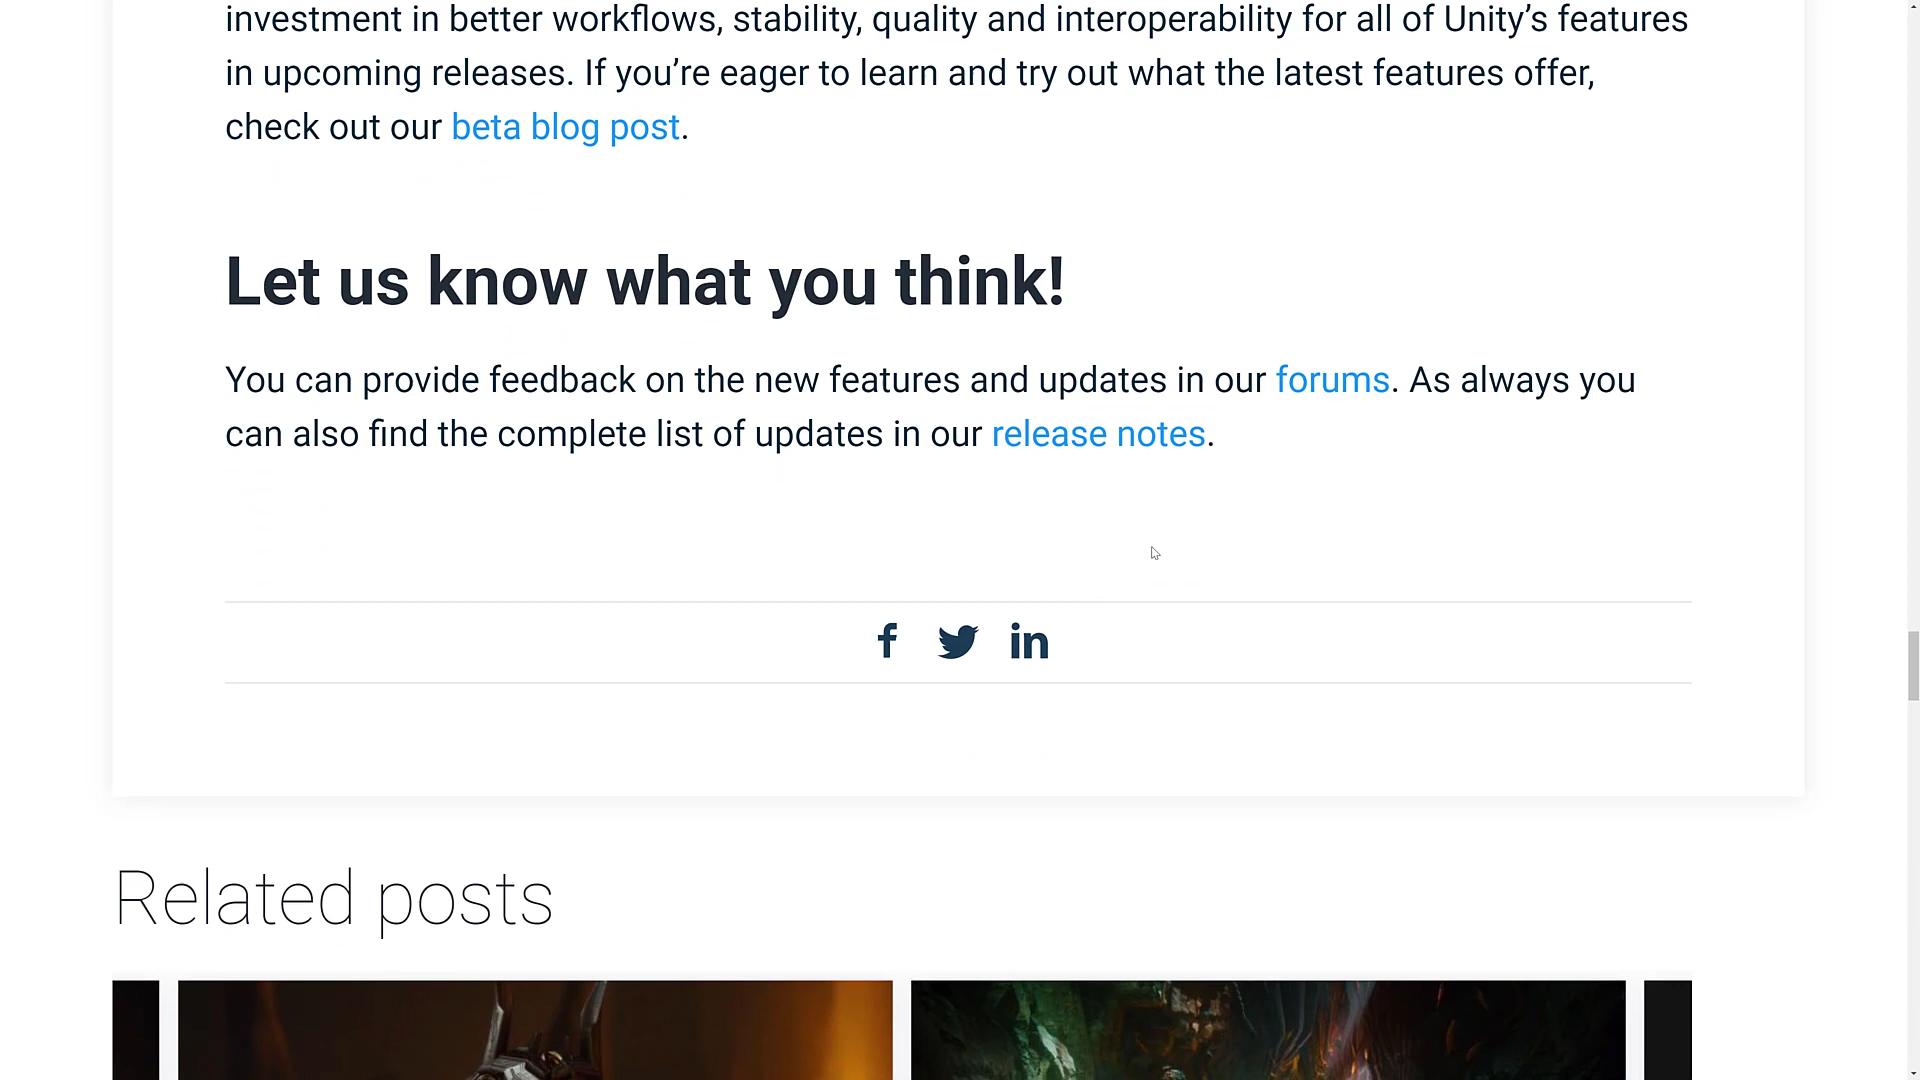 investment in better workflows, stability, quality and interoperability for all of Unity’s features
in upcoming releases. If you’re eager to learn and try out what the latest features offer,
check out our beta blog post.
Let us know what you think!
You can provide feedback on the new features and updates in our forums. As always you
can also find the complete list of updates in our release notes.
Related posts